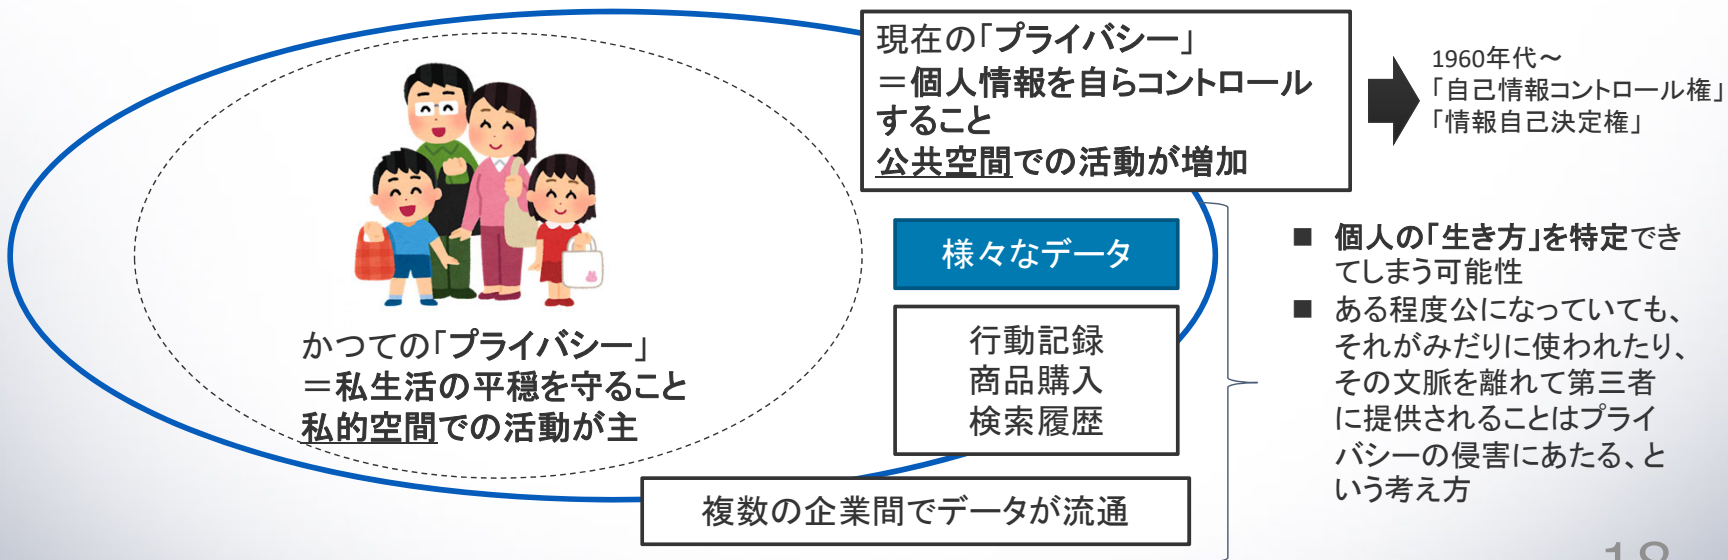 現在の「プライバシー」
＝個人情報を自らコントロール
すること
公共空間での活動が増加
1960年代～
「自己情報コントロール権」
「情報自己決定権」
様々なデータ
行動記録
商品購入
検索履歴
かつての「プライバシー」
＝私生活の平穏を守ること
私的空間での活動が主
複数の企業間でデータが流通
■ 個人の「生き方」を特定でき
てしまう可能性
■ ある程度公になっていても、
それがみだりに使われたり、
その文脈を離れて第三者
に提供されることはプライ
バシーの侵害にあたる、と
いう考え方